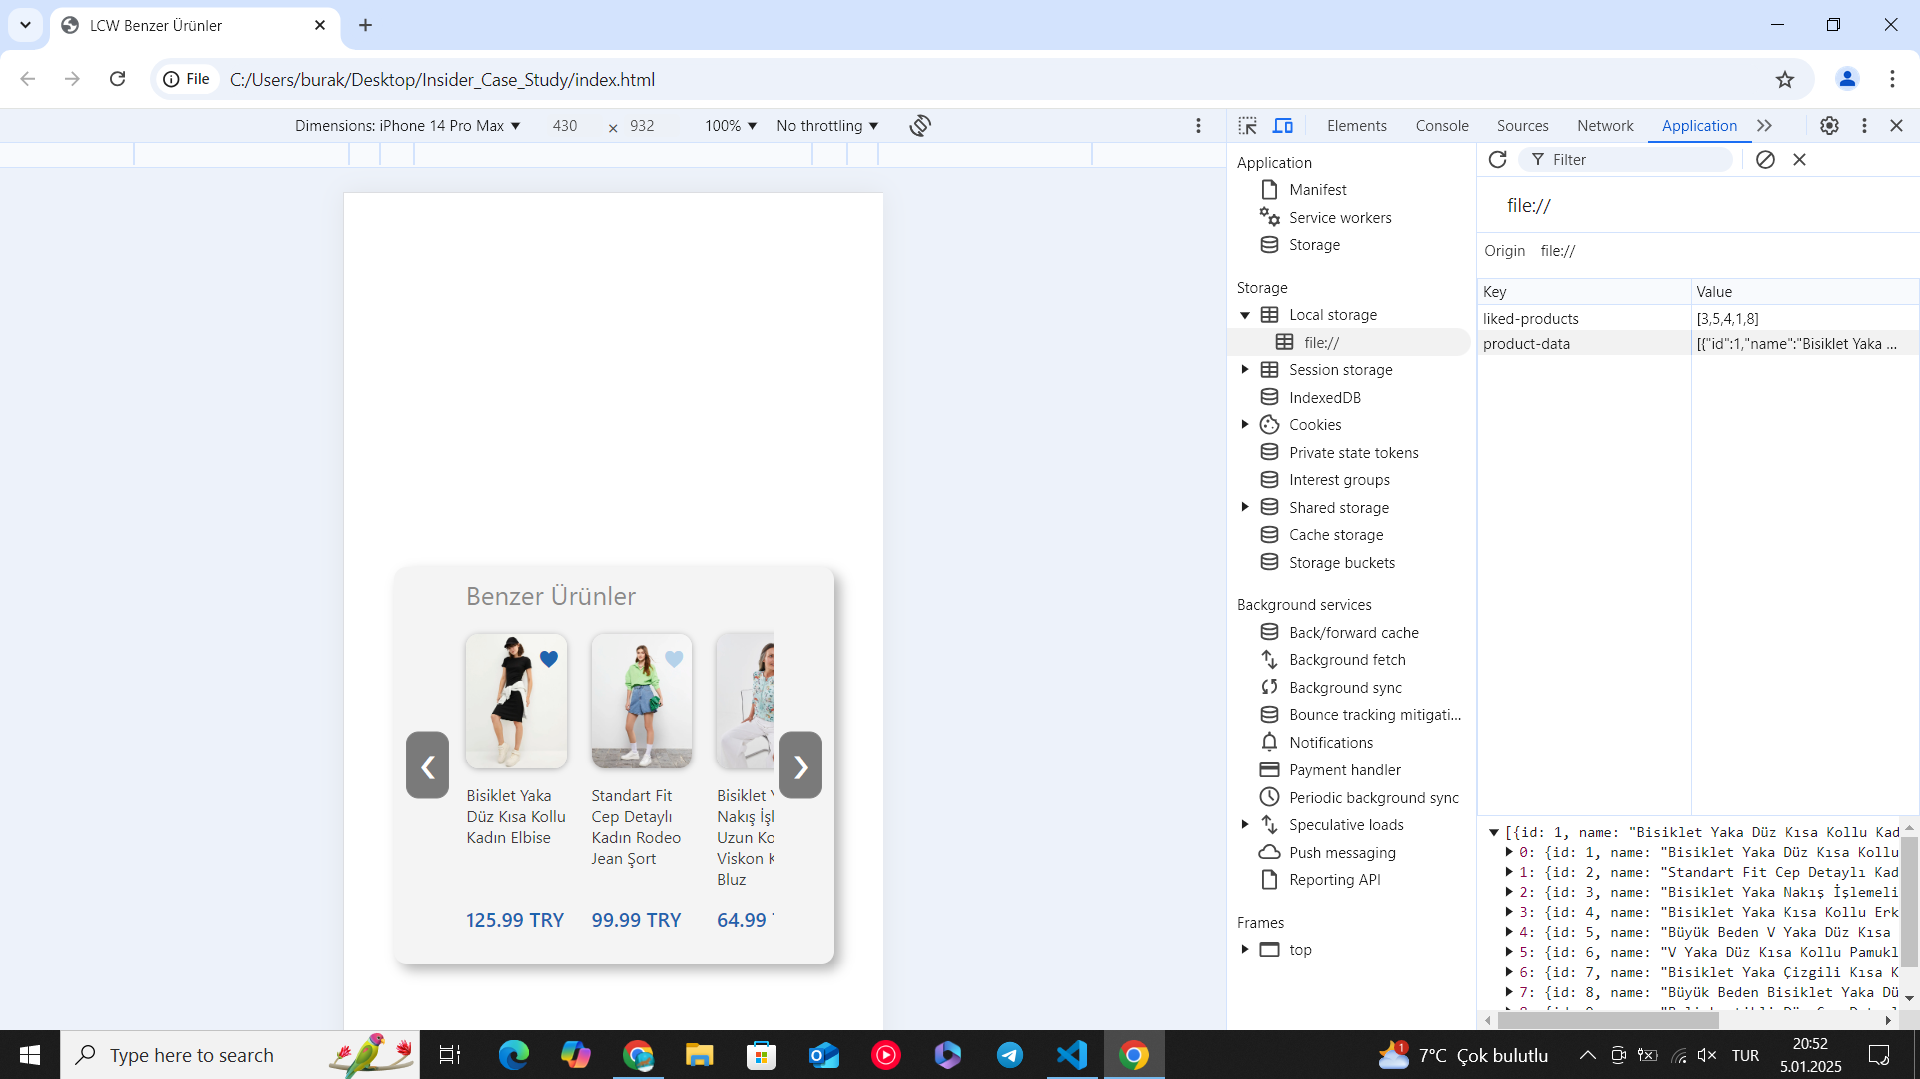 LCW Benzer Ürünler
File
C:/Users/burak/Desktop/Insider_Case_Study/index.html
Dimensions: iPhone 14 Pro Max ▼ 430 × 932 100% ▼ No throttling ▼
Elements Console Sources Network Application
Application
Manifest
Service workers
Storage
Storage
Local storage
file://
Session storage
IndexedDB
Cookies
Private state tokens
Interest groups
Shared storage
Cache storage
Storage buckets
Background services
Back/forward cache
Background fetch
Background sync
Bounce tracking mitigati...
Notifications
Payment handler
Periodic background sync
Speculative loads
Push messaging
Reporting API
Frames
top
Filter
file://
Origin file://
Key Value
liked-products [3,5,4,1,8]
product-data [{"id":1,"name":"Bisiklet Yaka ...
[{id: 1, name: "Bisiklet Yaka Düz Kısa Kollu Kad
0: {id: 1, name: "Bisiklet Yaka Düz Kısa Kollu
1: {id: 2, name: "Standart Fit Cep Detaylı Kad
2: {id: 3, name: "Bisiklet Yaka Nakış İşlemeli
3: {id: 4, name: "Bisiklet Yaka Kısa Kollu Erk
4: {id: 5, name: "Büyük Beden V Yaka Düz Kısa
5: {id: 6, name: "V Yaka Düz Kısa Kollu Pamukl
6: {id: 7, name: "Bisiklet Yaka Çizgili Kısa K
7: {id: 8, name: "Büyük Beden Bisiklet Yaka Dü
Benzer Ürünler
Bisiklet Yaka
Düz Kısa Kollu
Kadın Elbise
125.99 TRY
Standart Fit
Cep Detaylı
Kadın Rodeo
Jean Şort
99.99 TRY
Bisiklet Y
Nakış İşl
Uzun Ko
Viskon K
Bluz
64.99
Type here to search
1
7°C Çok bulutlu
TUR
20:52
5.01.2025